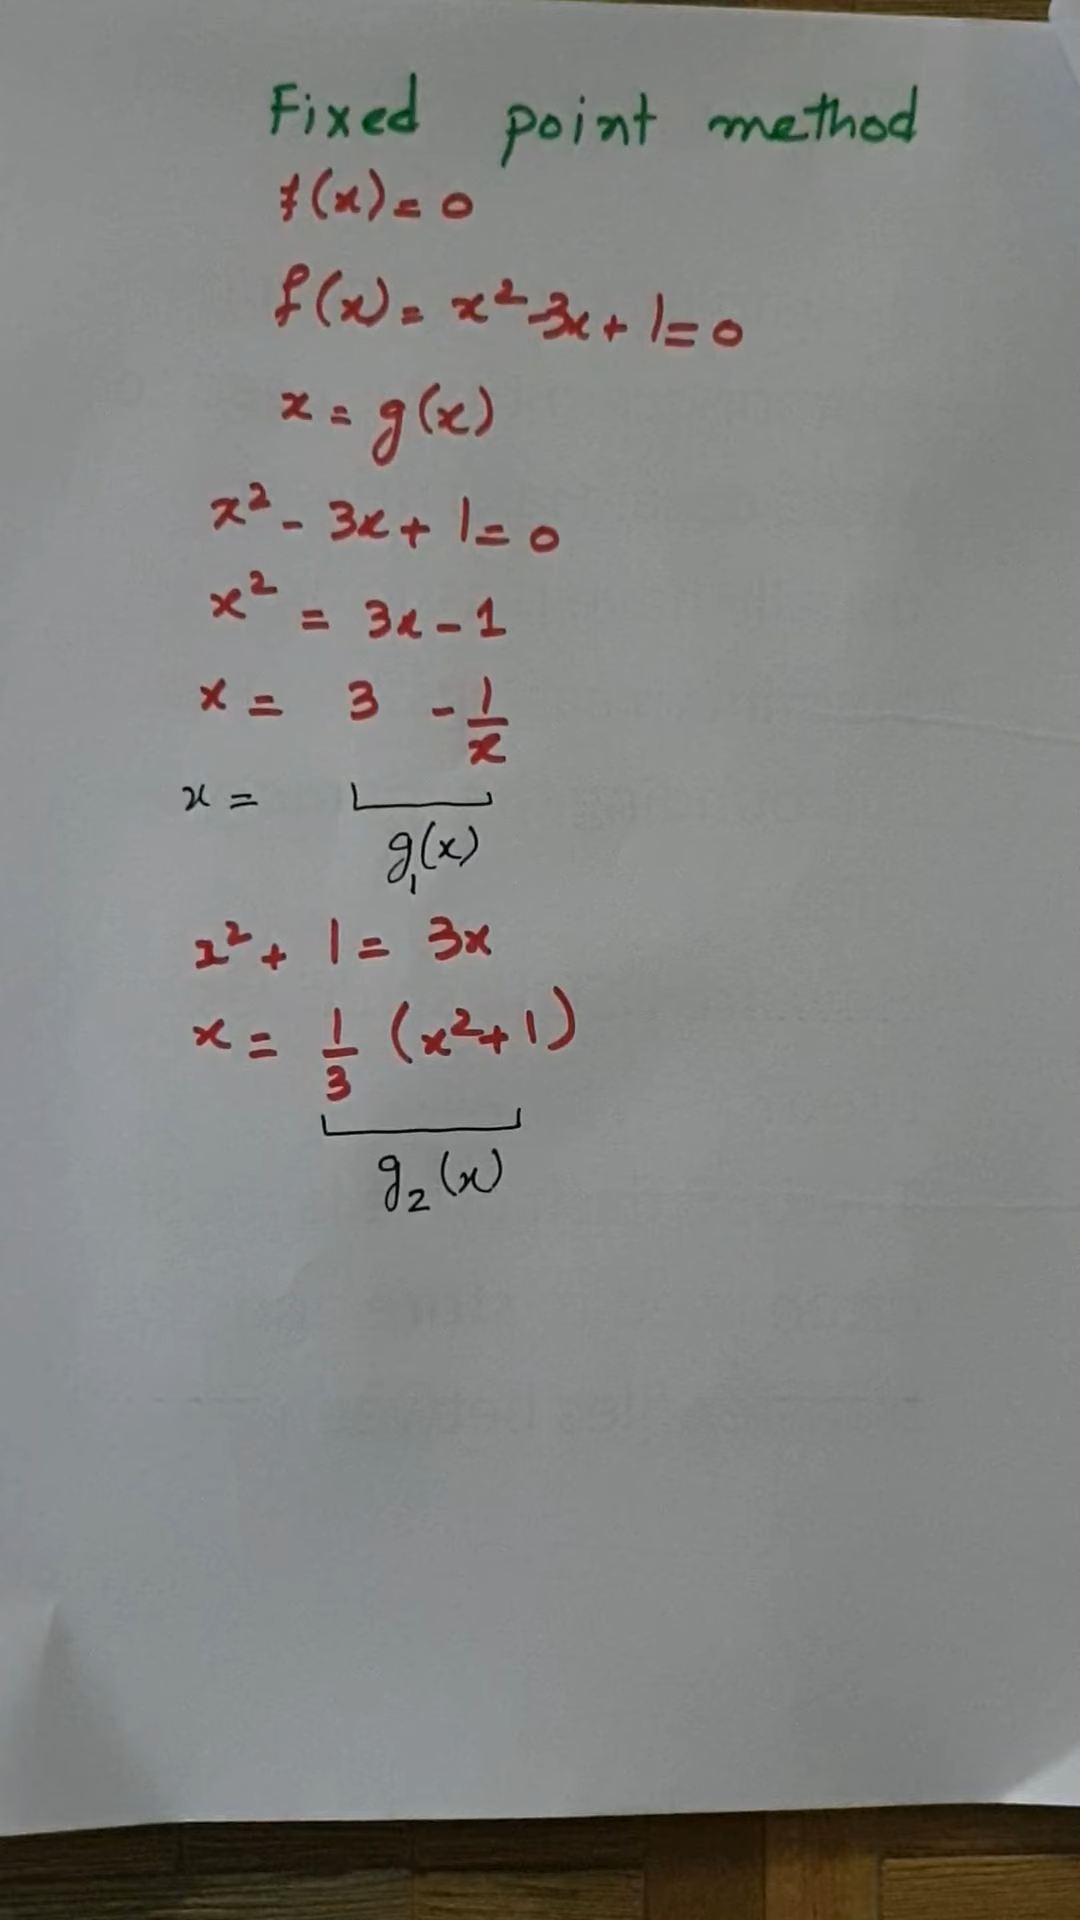 Fixed point method
f(x) = 0
f(x) = x² - 3x + 1 = 0
x = g(x)
x² - 3x + 1 = 0
x² = 3x - 1
x = 3 - 1/x
x =
g₁(x)
x² + 1 = 3x
x = 1/3 (x² + 1)
g₂(x)